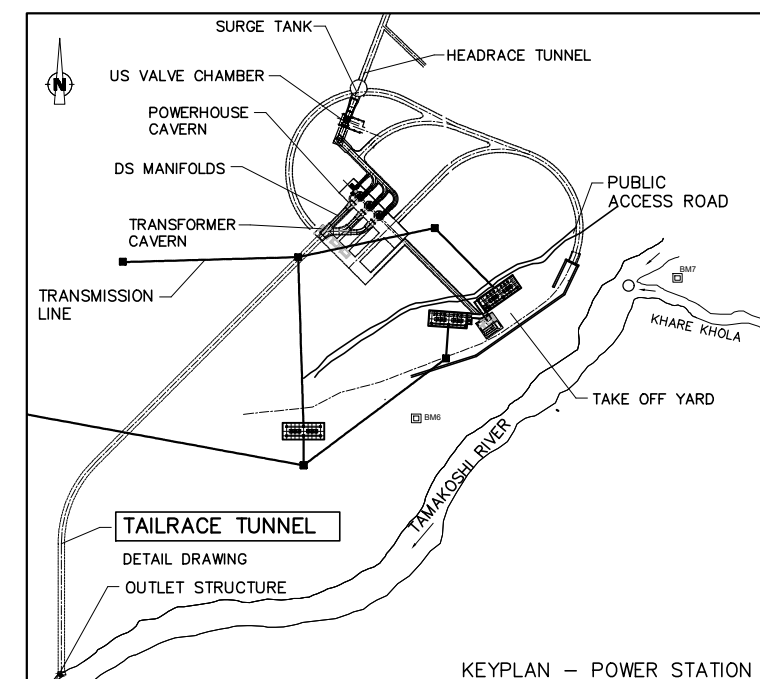 SURGE TANK
HEADRACE TUNNEL
N
US VALVE CHAMBER
POWERHOUSE
CAVERN
DS MANIFOLDS
PUBLIC
ACCESS ROAD
TRANSFORMER
CAVERN
BM7
TRANSMISSION
LINE
KHARE KHOLA
TAKE OFF YARD
BM6
TAMAKOSHI RIVER
TAILRACE TUNNEL
DETAIL DRAWING
OUTLET STRUCTURE
KEYPLAN – POWER STATION